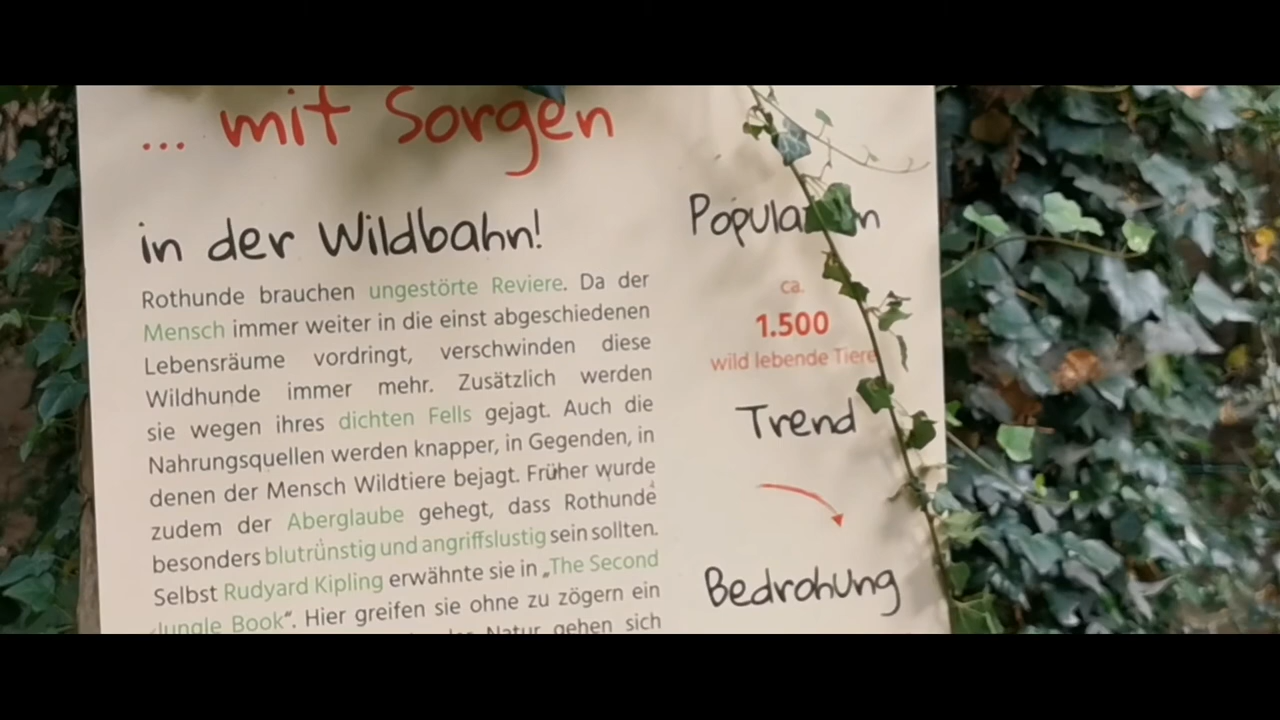 ... mit Sorgen
in der Wildbahn!
Rothunde brauchen ungestörte Reviere. Da der
Mensch immer weiter in die einst abgeschiedenen
Lebensräume vordringt, verschwinden diese
Wildhunde immer mehr. Zusätzlich werden
sie wegen ihres dichten Fells gejagt. Auch die
Nahrungsquellen werden knapper, in Gegenden, in
denen der Mensch Wildtiere bejagt. Früher wurde
zudem der Aberglaube gehegt, dass Rothunde
besonders blutrünstig und angriffslustig sein sollten.
Selbst Rudyard Kipling erwähnte sie in „The Second
Jungle Book“. Hier greifen sie ohne zu zögern ein
Natur gehen sich
ca.
1.500
wild lebende Tiere
Trend
Bedrohung